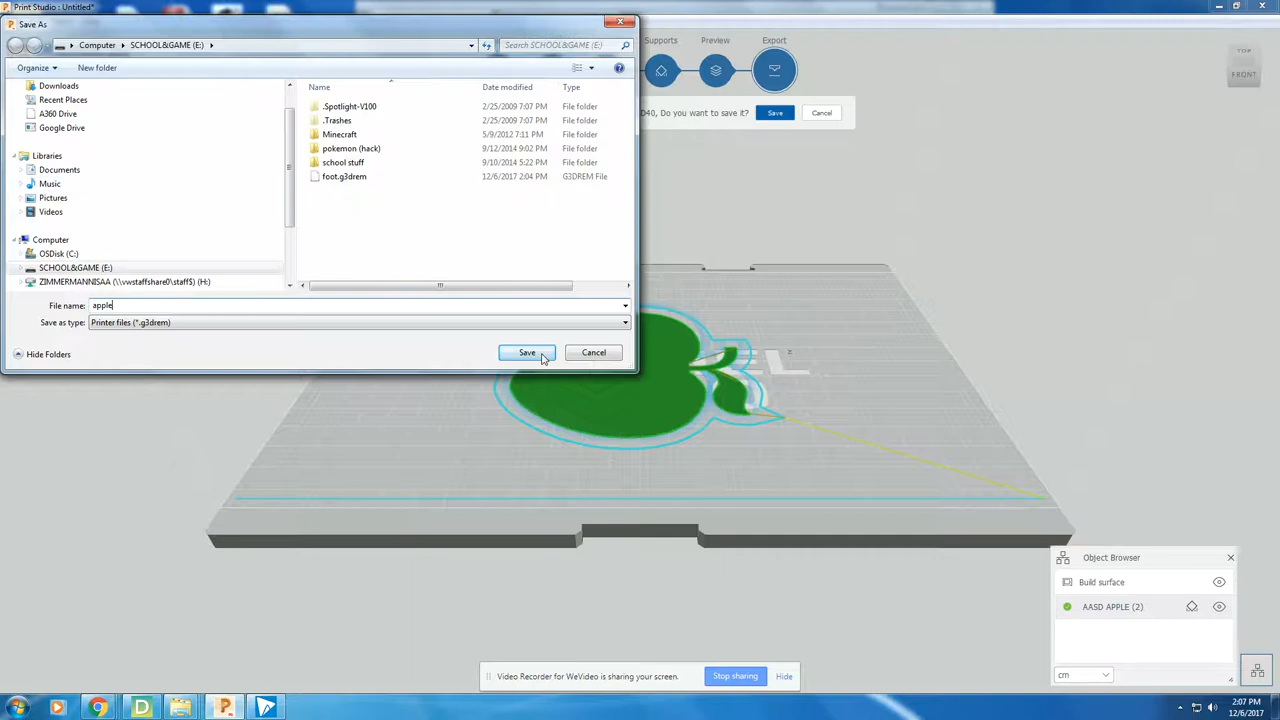 Print Studio : Untitled*
Save As
Computer SCHOOL&GAME (E:)
Search SCHOOL&GAME (E:)
Supports Preview Export
Organize New folder
D40, Do you want to save it? Save Cancel
TOP
FRONT
Downloads
Recent Places
A360 Drive
Google Drive
Libraries
Documents
Music
Pictures
Videos
Computer
OSDisk (C:)
SCHOOL&GAME (E:)
ZIMMERMANNISAA (\\vwstaffshare0\staff$) (H:)
Name Date modified Type
.Spotlight-V100 2/25/2009 7:07 PM File folder
.Trashes 2/25/2009 7:07 PM File folder
Minecraft 5/9/2012 7:11 PM File folder
pokemon (hack) 9/12/2014 9:02 PM File folder
school stuff 9/10/2014 5:22 PM File folder
foot.g3drem 12/6/2017 2:04 PM G3DREM File
File name: apple
Save as type: Printer files (*.g3drem)
Hide Folders Save Cancel
Object Browser
Build surface
AASD APPLE (2)
cm
Video Recorder for WeVideo is sharing your screen. Stop sharing Hide
2:07 PM
12/6/2017